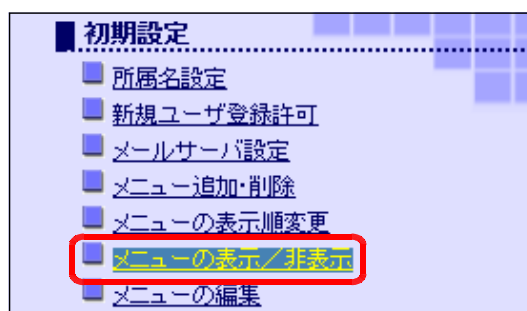 初期設定
所属名設定
新規ユーザ登録許可
メールサーバ設定
メニュー追加・削除
メニューの表示順変更
メニューの表示／非表示
メニューの編集